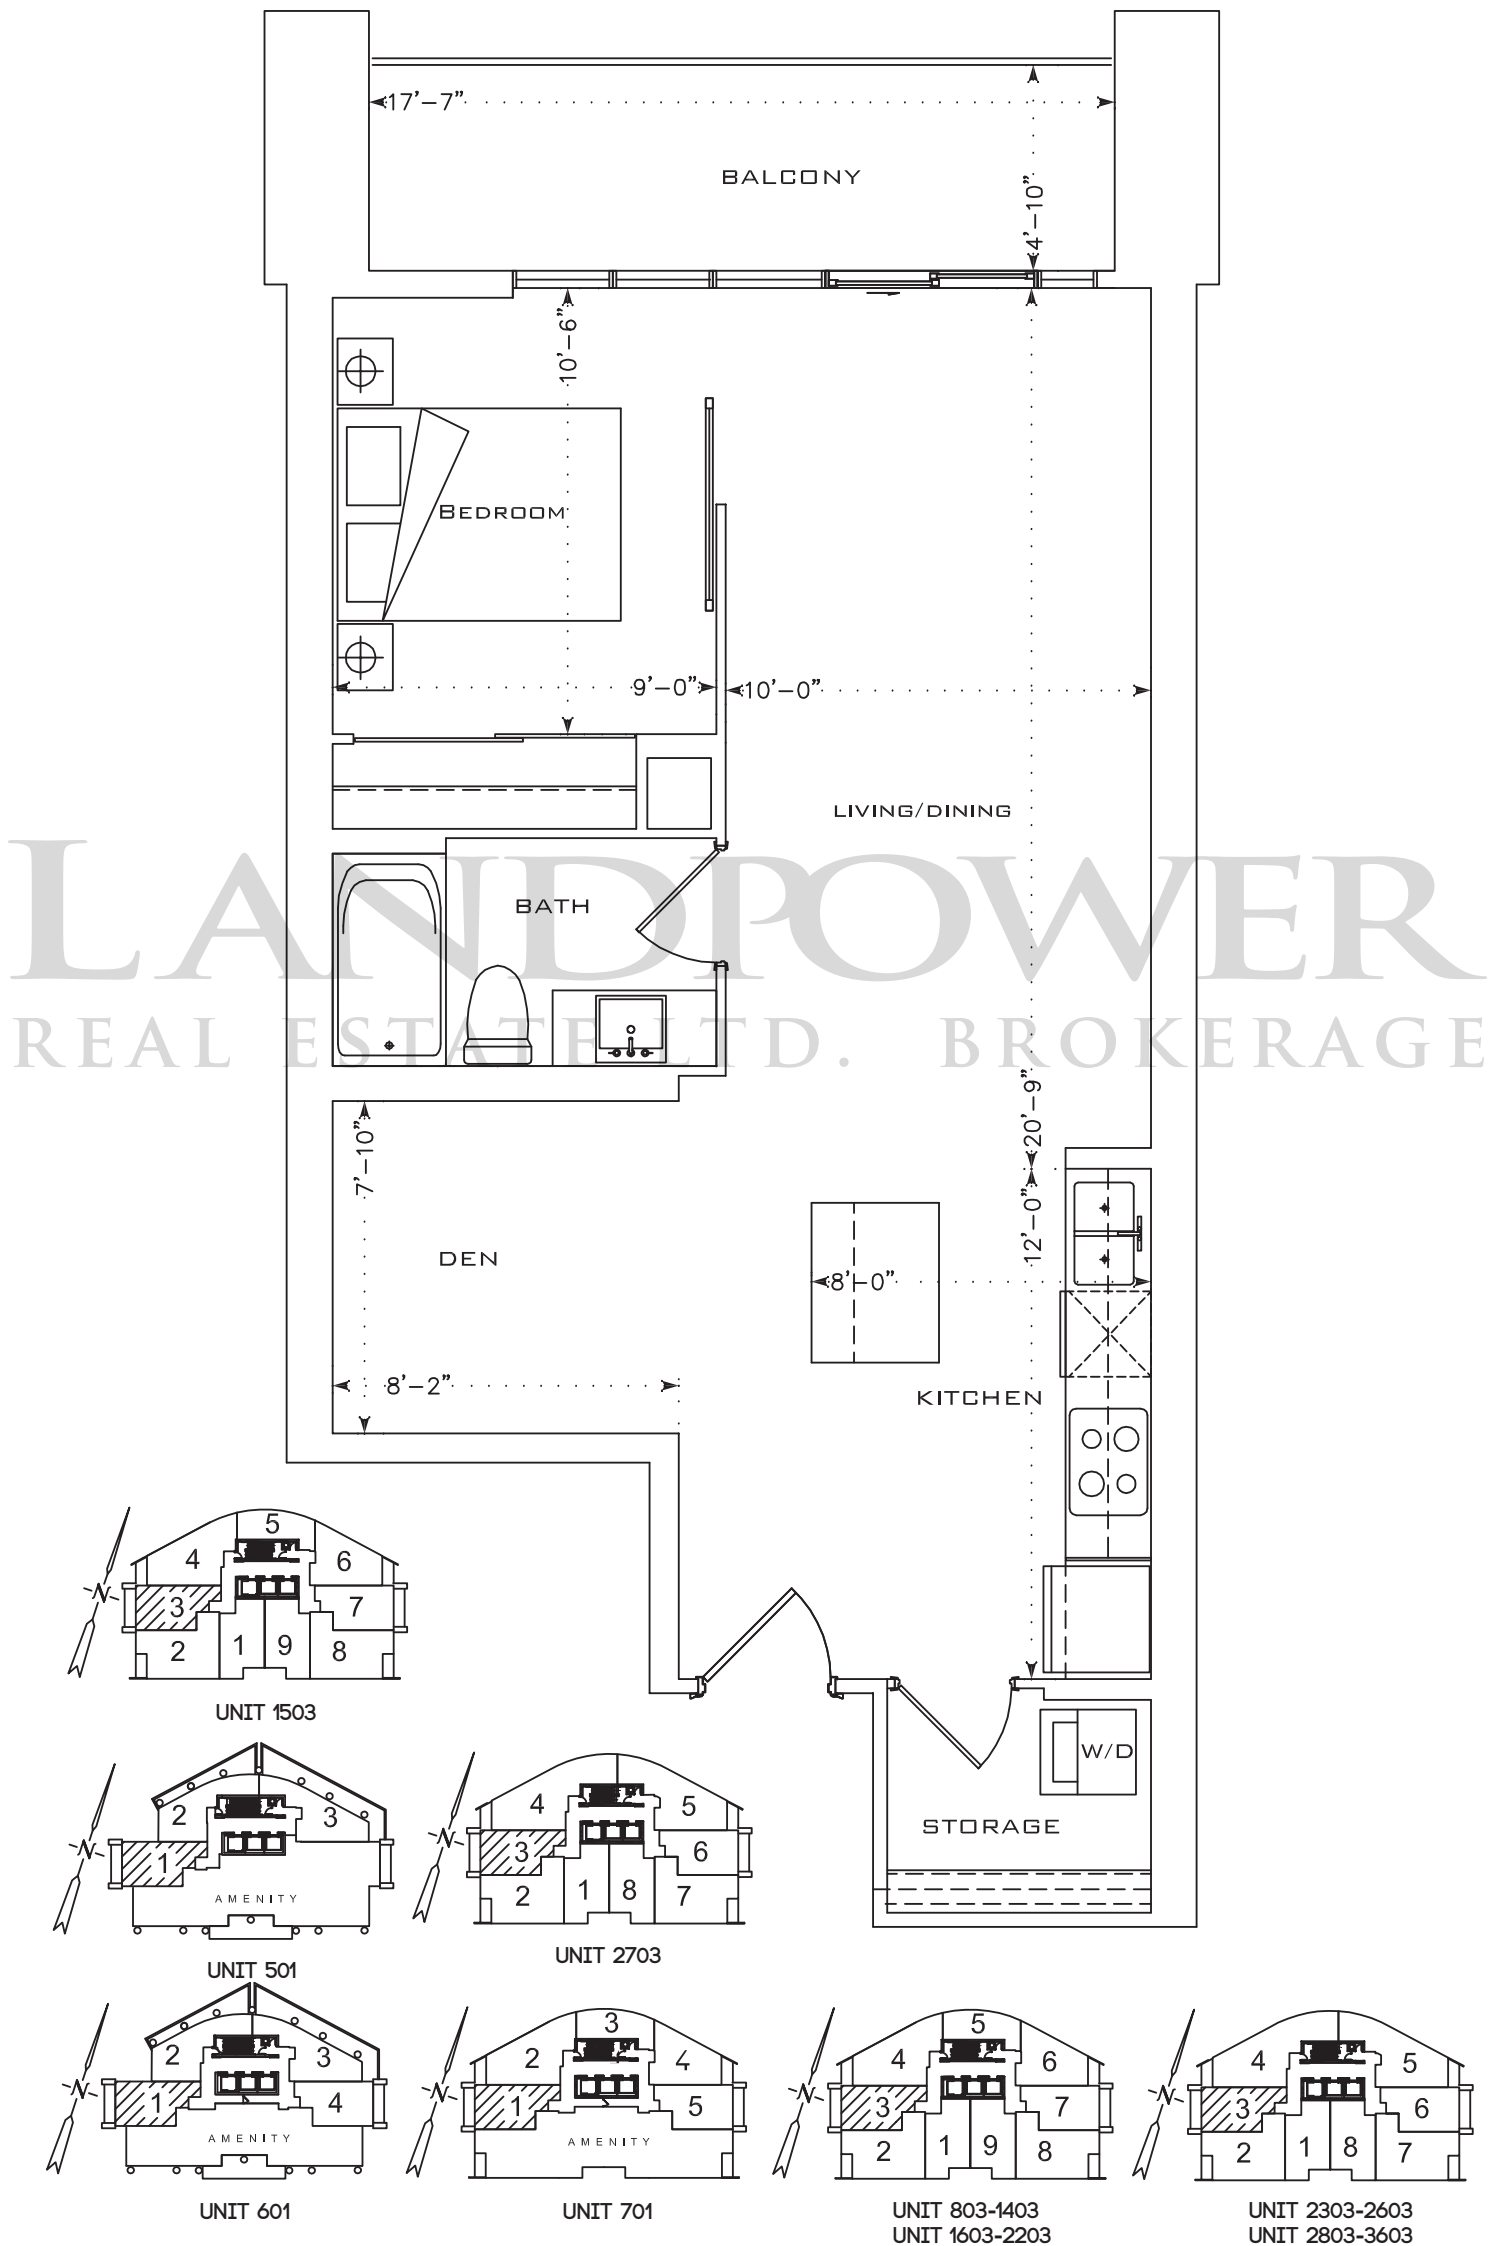 17'-7"
BALCONY
4'-10"
10'-6"
BEDROOM
9'-0"
10'-0"
LIVING/DINING
LANDPOWER
BATH
REAL ESTATE LTD. BROKERAGE
20'-9"
7'-10"
12'-0"
DEN
8'-0"
8'-2"
KITCHEN
5
4
6
N
3
7
2
1
9
8
UNIT 1503
W/D
STORAGE
2
3
N
1
AMENITY
UNIT 501
4
5
N
3
6
2
1
8
7
UNIT 2703
2
3
N
1
4
AMENITY
UNIT 601
3
2
4
N
1
5
AMENITY
UNIT 701
5
4
6
N
3
7
2
1
9
8
UNIT 803-1403
UNIT 1603-2203
4
5
N
3
6
2
1
8
7
UNIT 2303-2603
UNIT 2803-3603